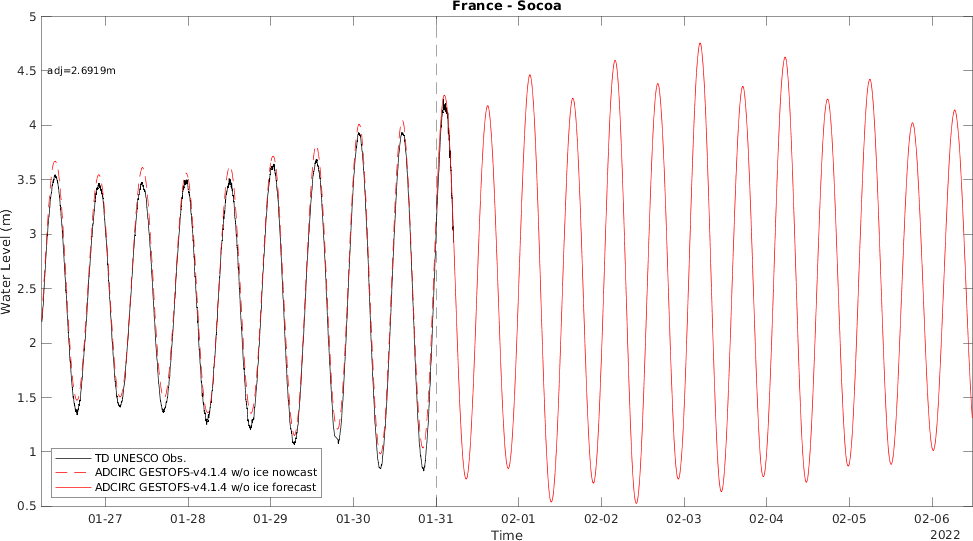 France - Socoa
adj=2.6919m
5
4.5
4
3.5
3
2.5
2
1.5
1
0.5
Water Level (m)
TD UNESCO Obs.
ADCIRC GESTOFS-v4.1.4 w/o ice nowcast
ADCIRC GESTOFS-v4.1.4 w/o ice forecast
01-27 01-28 01-29 01-30 01-31 02-01 02-02 02-03 02-04 02-05 02-06
Time
2022